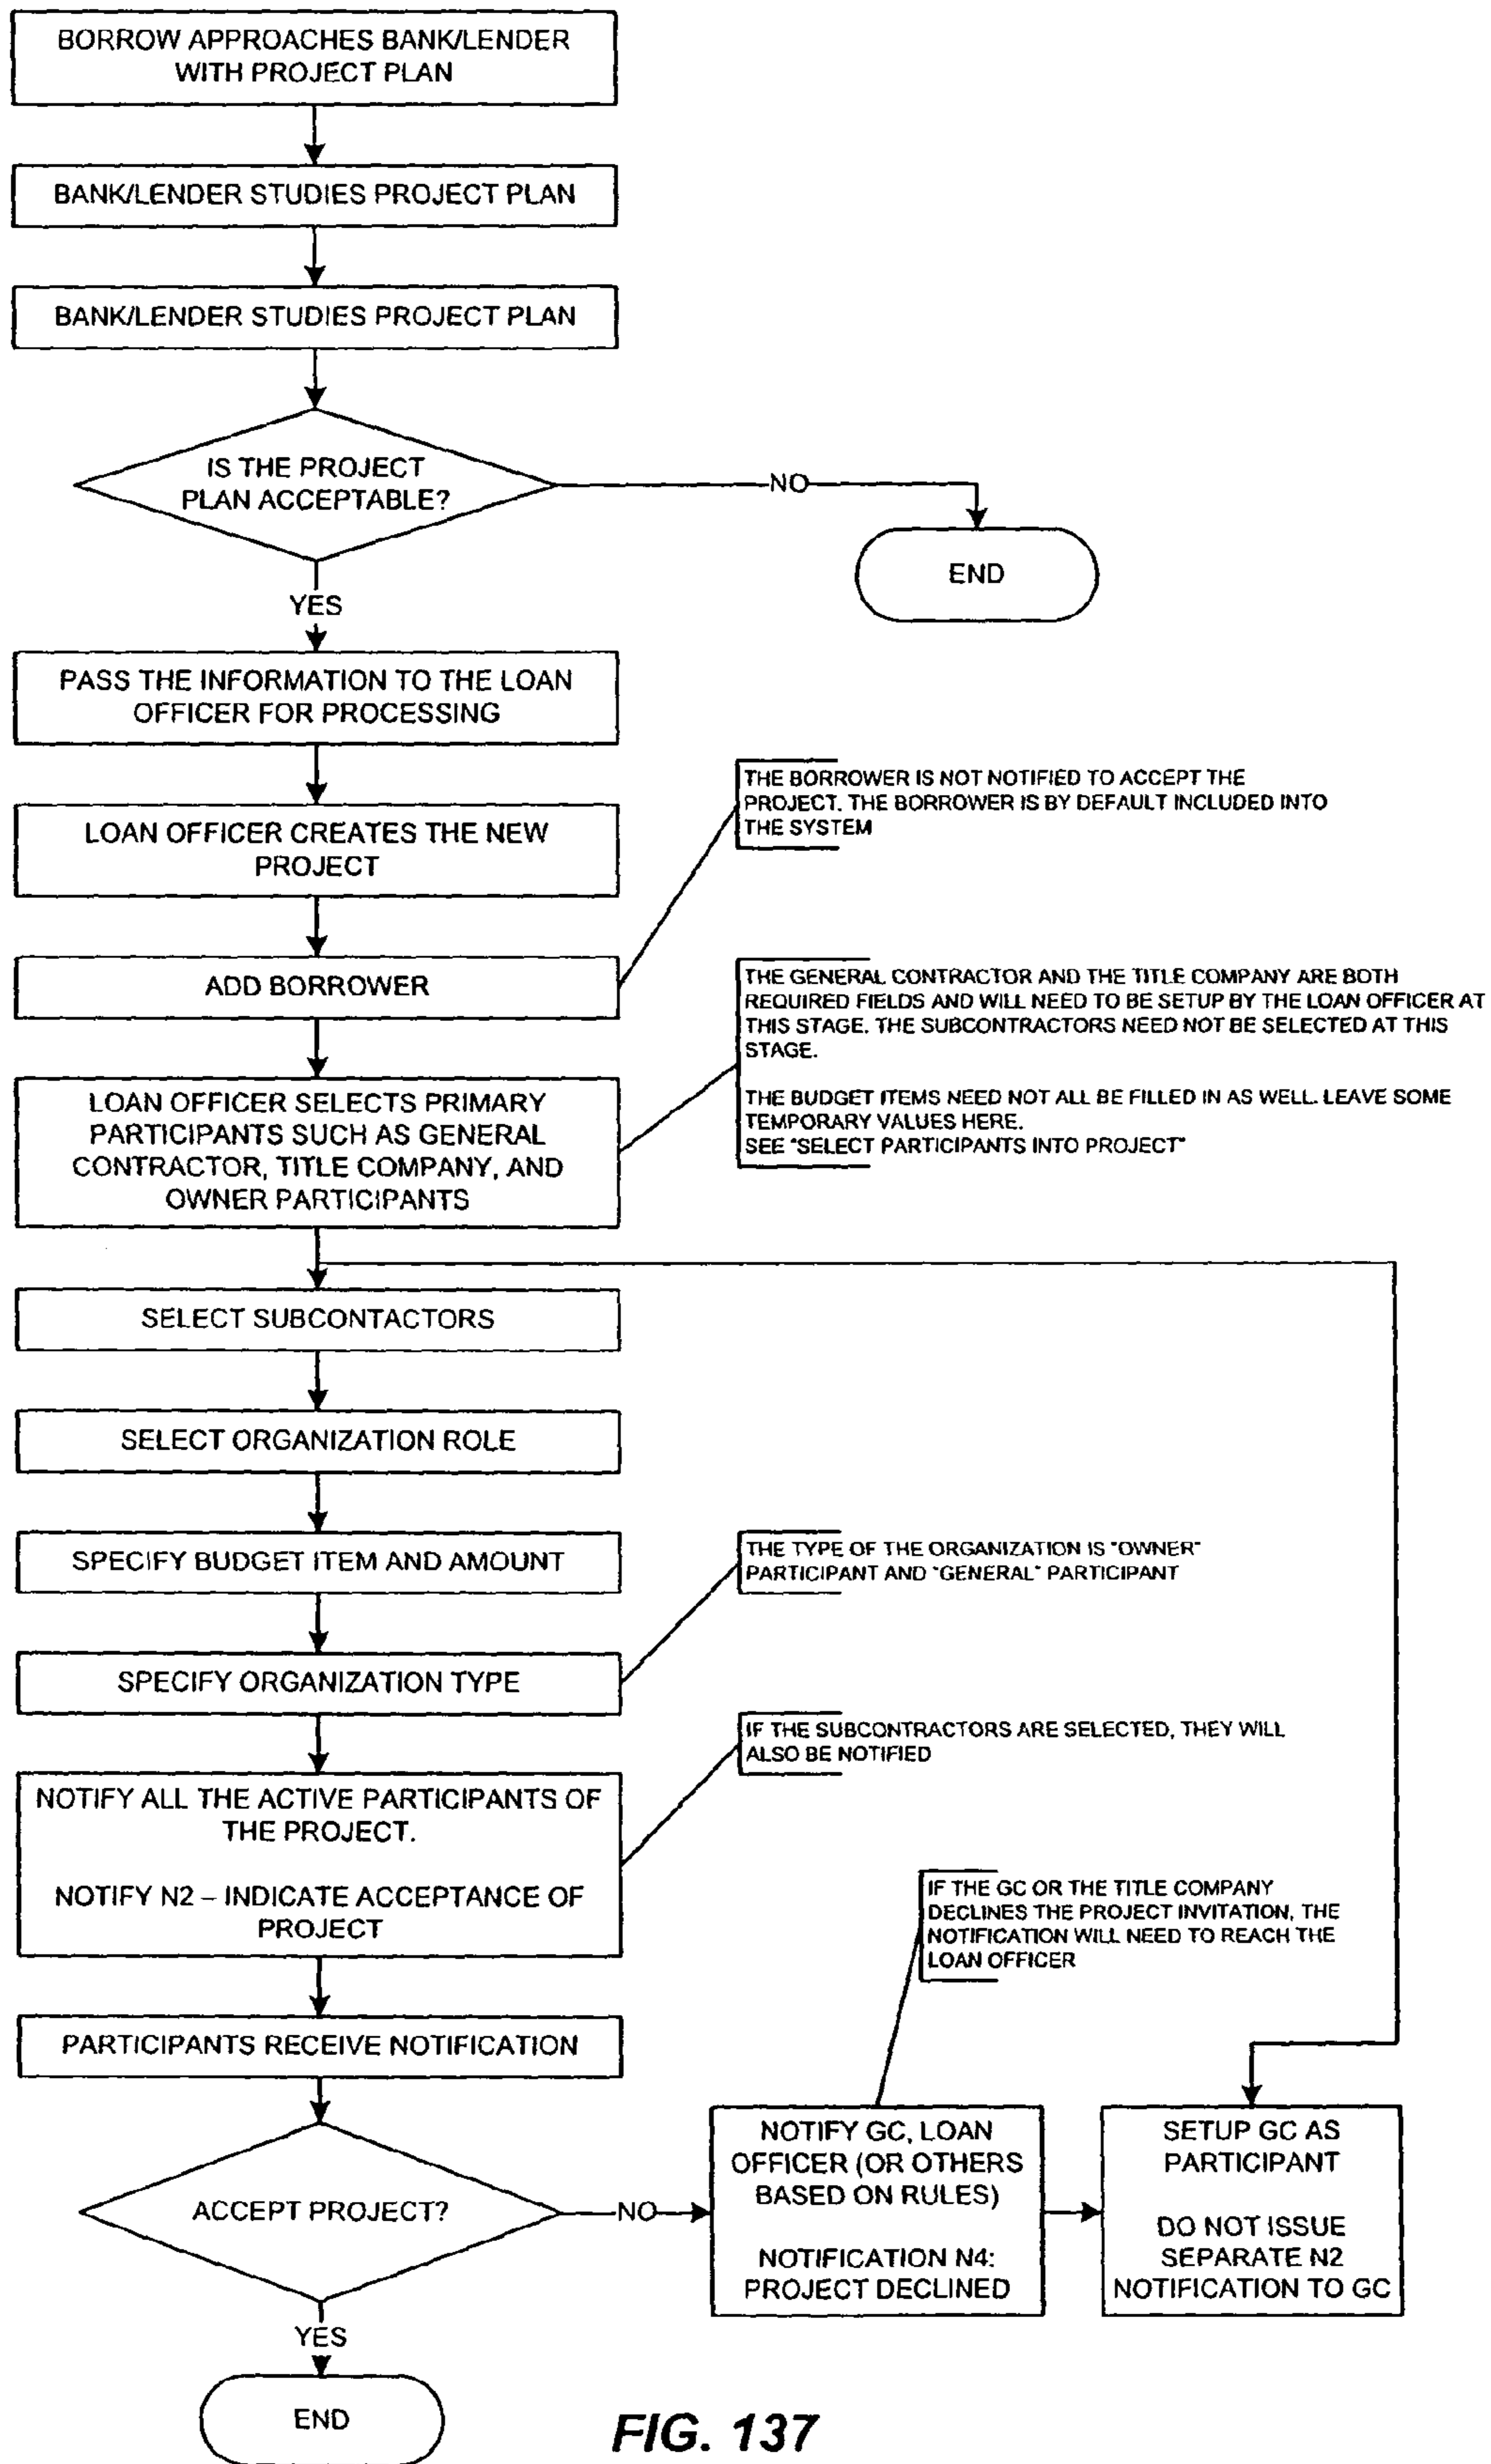 BORROW APPROACHES BANK/LENDER
WITH PROJECT PLAN
BANK/LENDER STUDIES PROJECT PLAN
BANK/LENDER STUDIES PROJECT PLAN
IS THE PROJECT
PLAN ACCEPTABLE?
NO
END
YES
PASS THE INFORMATION TO THE LOAN
OFFICER FOR PROCESSING
LOAN OFFICER CREATES THE NEW
PROJECT
THE BORROWER IS NOT NOTIFIED TO ACCEPT THE
PROJECT. THE BORROWER IS BY DEFAULT INCLUDED INTO
THE SYSTEM
ADD BORROWER
THE GENERAL CONTRACTOR AND THE TITLE COMPANY ARE BOTH
REQUIRED FIELDS AND WILL NEED TO BE SETUP BY THE LOAN OFFICER AT
THIS STAGE. THE SUBCONTRACTORS NEED NOT BE SELECTED AT THIS
STAGE.
THE BUDGET ITEMS NEED NOT ALL BE FILLED IN AS WELL. LEAVE SOME
TEMPORARY VALUES HERE.
SEE "SELECT PARTICIPANTS INTO PROJECT"
LOAN OFFICER SELECTS PRIMARY
PARTICIPANTS SUCH AS GENERAL
CONTRACTOR, TITLE COMPANY, AND
OWNER PARTICIPANTS
SELECT SUBCONTACTORS
SELECT ORGANIZATION ROLE
SPECIFY BUDGET ITEM AND AMOUNT
THE TYPE OF THE ORGANIZATION IS "OWNER"
PARTICIPANT AND "GENERAL" PARTICIPANT
SPECIFY ORGANIZATION TYPE
IF THE SUBCONTRACTORS ARE SELECTED, THEY WILL
ALSO BE NOTIFIED
NOTIFY ALL THE ACTIVE PARTICIPANTS OF
THE PROJECT.
NOTIFY N2 – INDICATE ACCEPTANCE OF
PROJECT
IF THE GC OR THE TITLE COMPANY
DECLINES THE PROJECT INVITATION, THE
NOTIFICATION WILL NEED TO REACH THE
LOAN OFFICER
PARTICIPANTS RECEIVE NOTIFICATION
ACCEPT PROJECT?
NO
NOTIFY GC, LOAN
OFFICER (OR OTHERS
BASED ON RULES)
NOTIFICATION N4:
PROJECT DECLINED
SETUP GC AS
PARTICIPANT
DO NOT ISSUE
SEPARATE N2
NOTIFICATION TO GC
YES
END
FIG. 137